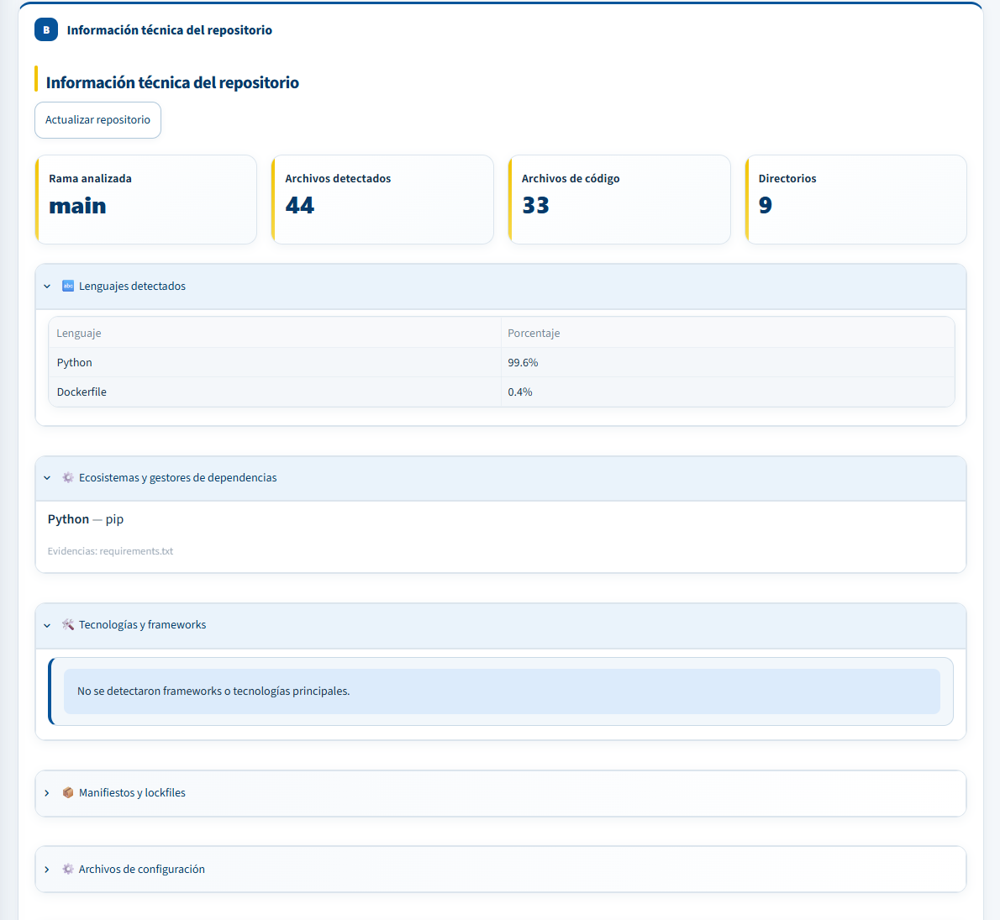 B Información técnica del repositorio
Información técnica del repositorio
Actualizar repositorio
Rama analizada
main
Archivos detectados
44
Archivos de código
33
Directorios
9
abc Lenguajes detectados
Lenguaje Porcentaje
Python 99.6%
Dockerfile 0.4%
Ecosistemas y gestores de dependencias
Python — pip
Evidencias: requirements.txt
Tecnologías y frameworks
No se detectaron frameworks o tecnologías principales.
Manifiestos y lockfiles
Archivos de configuración